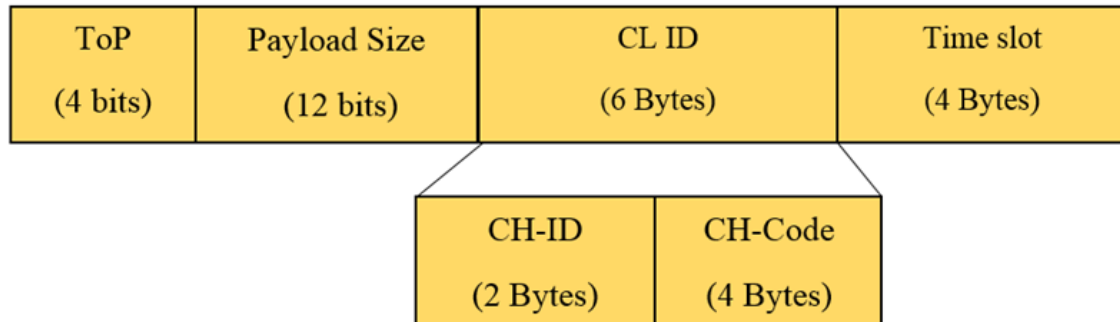 ToP
(4 bits)
Payload Size
(12 bits)
CL ID
(6 Bytes)
Time slot
(4 Bytes)
CH-ID
(2 Bytes)
CH-Code
(4 Bytes)